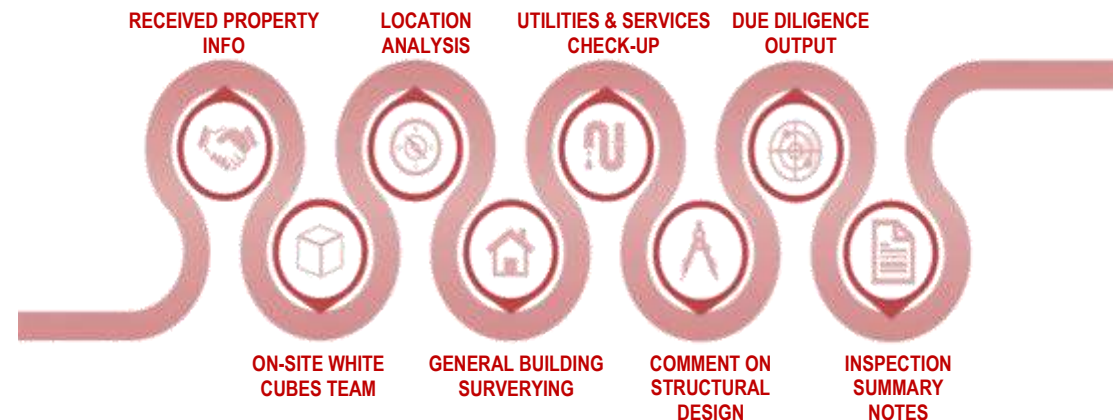 RECEIVED PROPERTY
INFO
LOCATION
ANALYSIS
UTILITIES & SERVICES
CHECK-UP
DUE DILIGENCE
OUTPUT
ON-SITE WHITE
CUBES TEAM
GENERAL BUILDING
SURVERYING
COMMENT ON
STRUCTURAL
DESIGN
INSPECTION
SUMMARY
NOTES